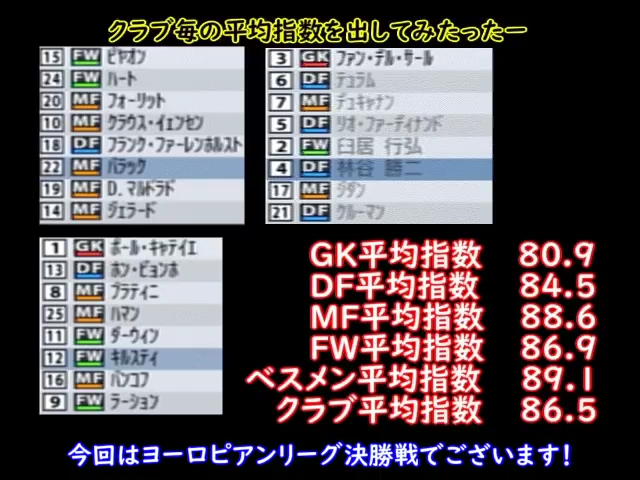 クラブ毎の平均指数を出してみたったー
15 FW ピヤオン
24 FW ハート
20 MF フォーリット
10 MF クラウス・イェンセン
18 DF フランク・ファーレンホルスト
22 MF バラック
19 MF D.マルドラド
14 MF ジェラード
3 GK ファン・デル・サール
6 DF テュラム
7 MF デュキャナン
5 DF リオ・ファーディナンド
2 FW 臼居 行弘
4 DF 林谷 勝二
17 MF ジダン
21 DF クルーマン
1 GK ポール・キャテイエ
13 DF ホン・ビョンホ
8 MF プラティニ
25 MF ハマン
11 FW ダーウィン
12 FW キルスティ
16 MF バンコフ
9 FW ラーション
GK平均指数 80.9
DF平均指数 84.5
MF平均指数 88.6
FW平均指数 86.9
ベスメン平均指数 89.1
クラブ平均指数 86.5
今回はヨーロピアンリーグ決勝戦でございます!